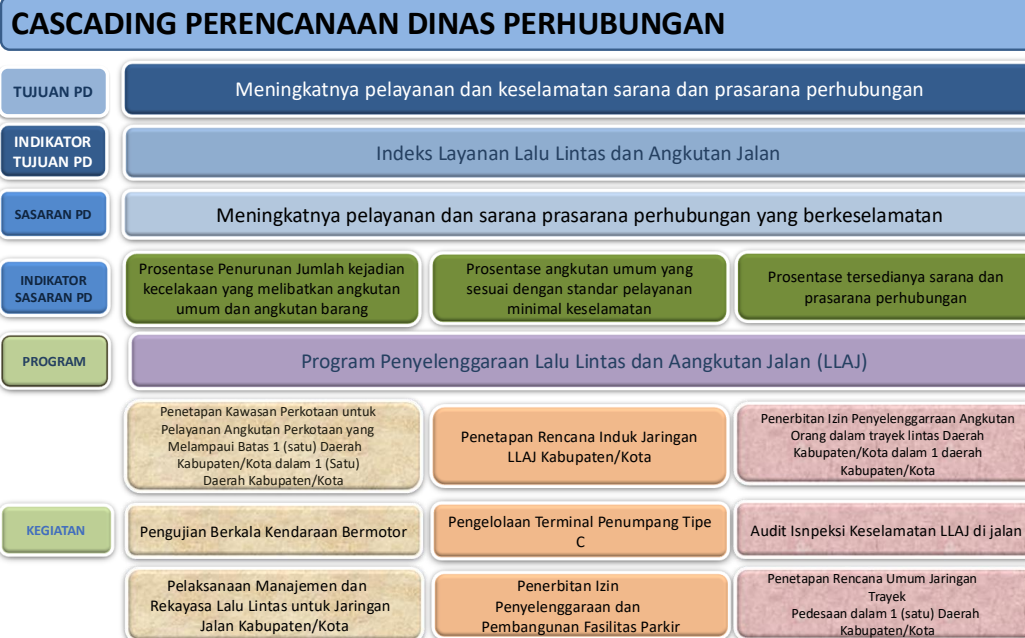 CASCADING PERENCANAAN DINAS PERHUBUNGAN
TUJUAN PD
Meningkatnya pelayanan dan keselamatan sarana dan prasarana perhubungan
INDIKATOR
TUJUAN PD
Indeks Layanan Lalu Lintas dan Angkutan Jalan
SASARAN PD
Meningkatnya pelayanan dan sarana prasarana perhubungan yang berkeselamatan
INDIKATOR
SASARAN PD
Prosentase Penurunan Jumlah kejadian
kecelakaan yang melibatkan angkutan
umum dan angkutan barang
Prosentase angkutan umum yang
sesuai dengan standar pelayanan
minimal keselamatan
Prosentase tersedianya sarana dan
prasarana perhubungan
PROGRAM
Program Penyelenggaraan Lalu Lintas dan Aangkutan Jalan (LLAJ)
Penetapan Kawasan Perkotaan untuk
Pelayanan Angkutan Perkotaan yang
Melampaui Batas 1 (satu) Daerah
Kabupaten/Kota dalam 1 (Satu)
Daerah Kabupaten/Kota
Penetapan Rencana Induk Jaringan
LLAJ Kabupaten/Kota
Penerbitan Izin Penyelenggarraan Angkutan
Orang dalam trayek lintas Daerah
Kabupaten/Kota dalam 1 daerah
Kabupaten/Kota
KEGIATAN
Pengujian Berkala Kendaraan Bermotor
Pengelolaan Terminal Penumpang Tipe
C
Audit Isnpeksi Keselamatan LLAJ di jalan
Pelaksanaan Manajemen dan
Rekayasa Lalu Lintas untuk Jaringan
Jalan Kabupaten/Kota
Penerbitan Izin
Penyelenggaraan dan
Pembangunan Fasilitas Parkir
Penetapan Rencana Umum Jaringan
Trayek
Pedesaan dalam 1 (satu) Daerah
Kabupaten/Kota